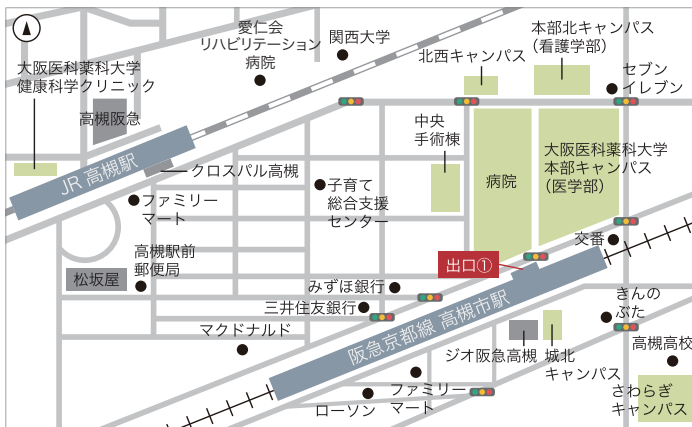 愛仁会
リハビリテーション
病院
関西大学
本部北キャンパス
(看護学部)
北西キャンパス
セブン
イレブン
大阪医科薬科大学
健康科学クリニック
高槻阪急
中央
手術棟
大阪医科薬科大学
本部キャンパス
(医学部)
病院
JR 高槻駅
クロスパル高槻
子育て
総合支援
センター
ファミリー
マート
高槻駅前
郵便局
交番
出口①
松坂屋
みずほ銀行
三井住友銀行
きんの
ぶた
マクドナルド
阪急京都線 高槻市駅
ジオ阪急高槻
城北
キャンパス
高槻高校
さわらぎ
キャンパス
ファミリー
マート
ローソン